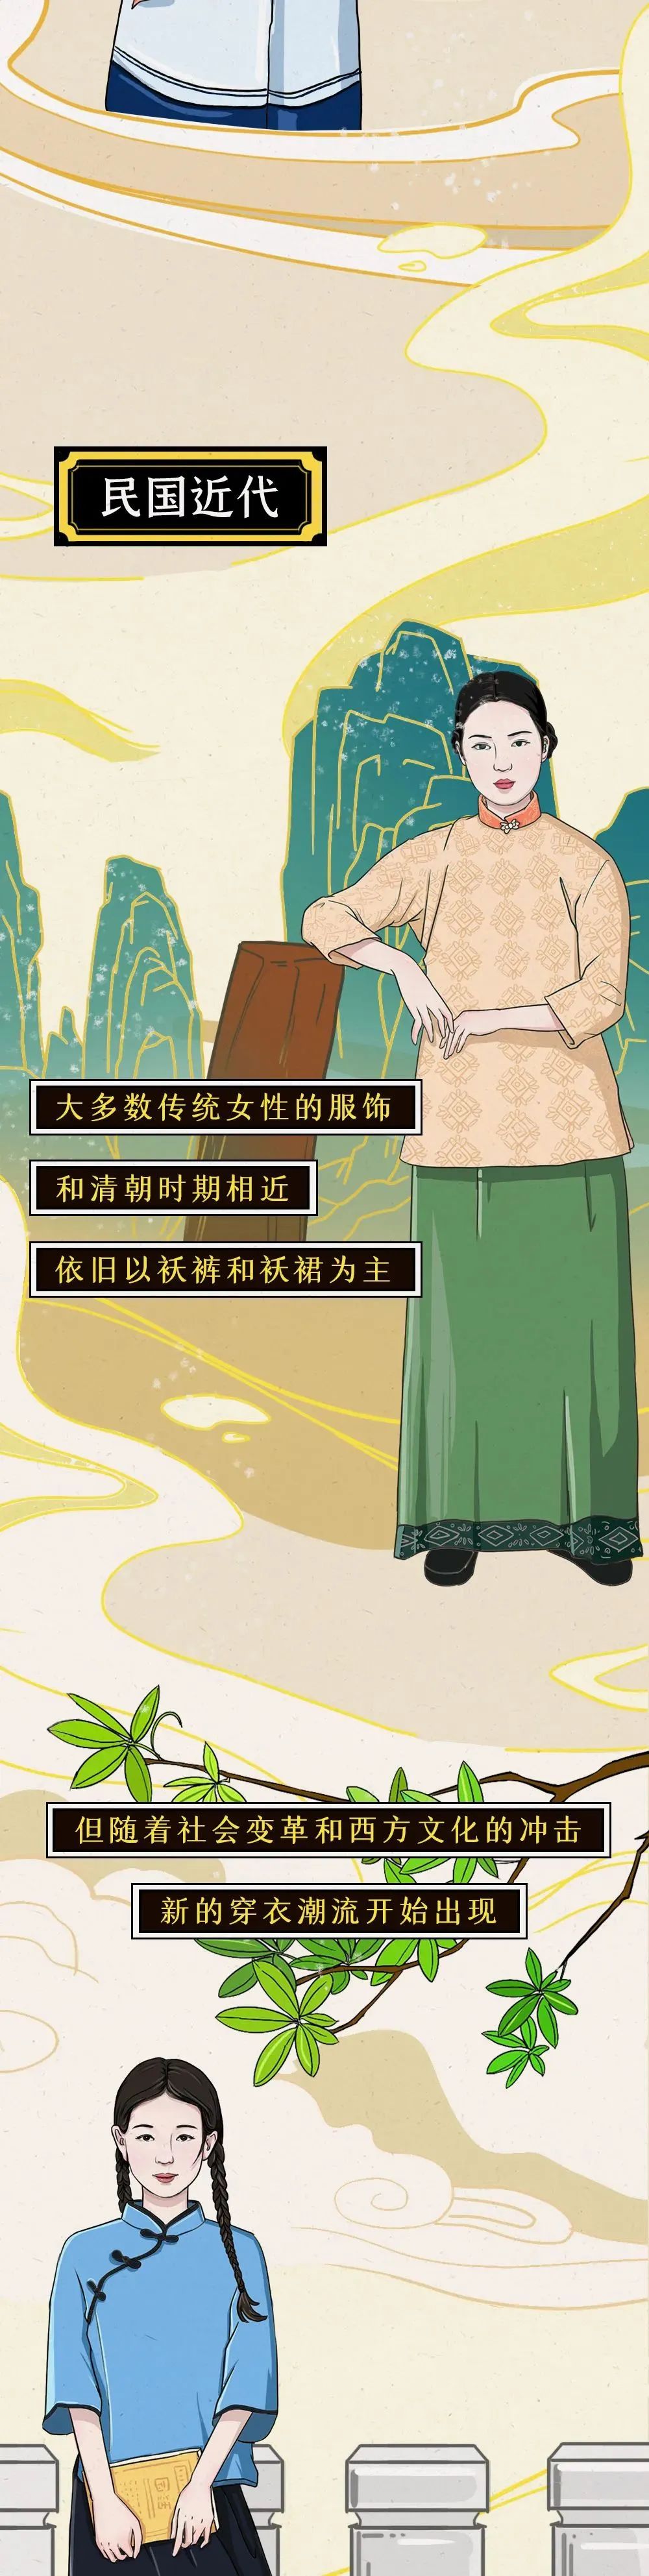 民国近代
大多数传统女性的服饰
和清朝时期相近
依旧以袄裤和袄裙为主
但随着社会变革和西方文化的冲击
新的穿衣潮流开始出现